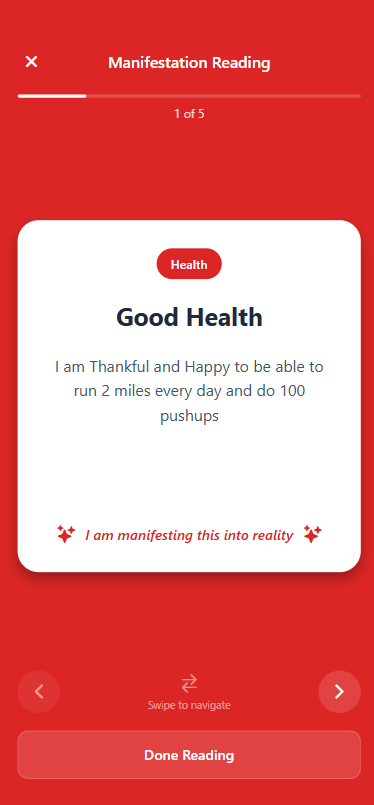 Manifestation Reading
1 of 5
Health
Good Health
I am Thankful and Happy to be able to
run 2 miles every day and do 100
pushups
I am manifesting this into reality
Swipe to navigate
Done Reading